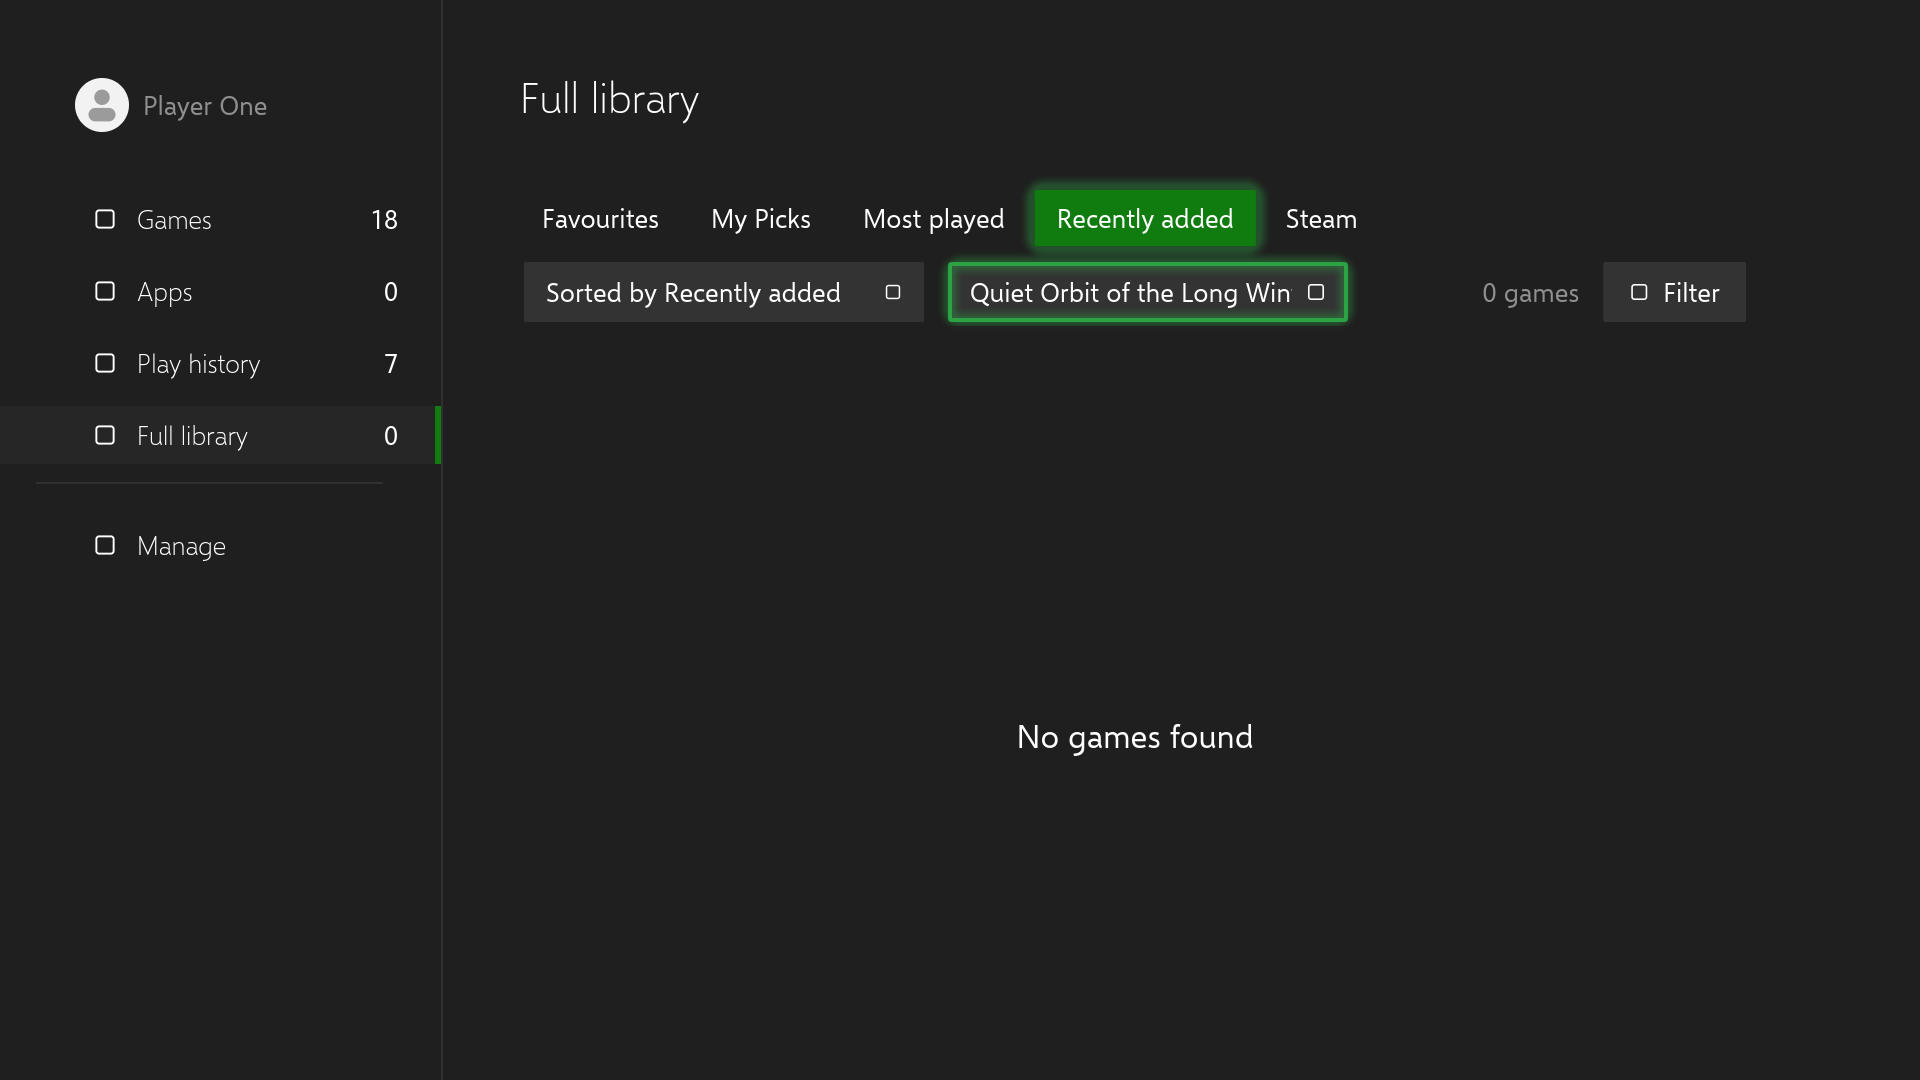 Player One
Games 18
Apps 0
Play history 7
Full library 0
Manage
Full library
Favourites My Picks Most played Recently added Steam
Sorted by Recently added Quiet Orbit of the Long Win 0 games Filter
No games found